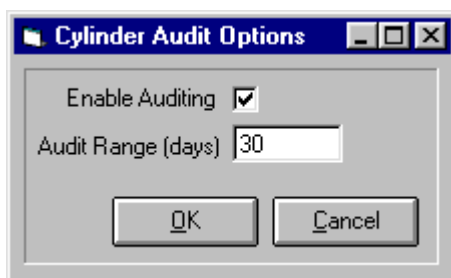 Cylinder Audit Options
Enable Auditing
Audit Range (days) 30
OK Cancel